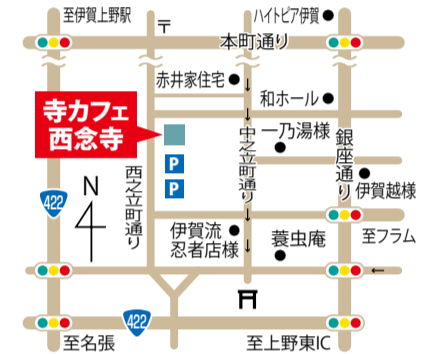 至伊賀上野駅
〒
ハイトピア伊賀
本町通り
赤井家住宅
和ホール
寺カフェ
西念寺
一乃湯様
P
P
西之立町通り
中之立町通り
銀座通り
伊賀越様
N
422
伊賀流
忍者店様
蓑虫庵
至フラム
422
至名張
至上野東IC